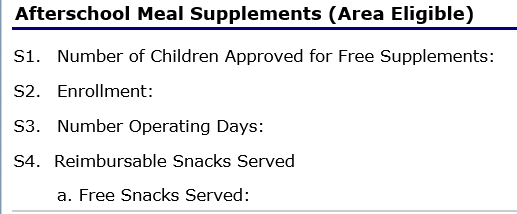 Afterschool Meal Supplements (Area Eligible)
S1. Number of Children Approved for Free Supplements:
S2. Enrollment:
S3. Number Operating Days:
S4. Reimbursable Snacks Served
a. Free Snacks Served: